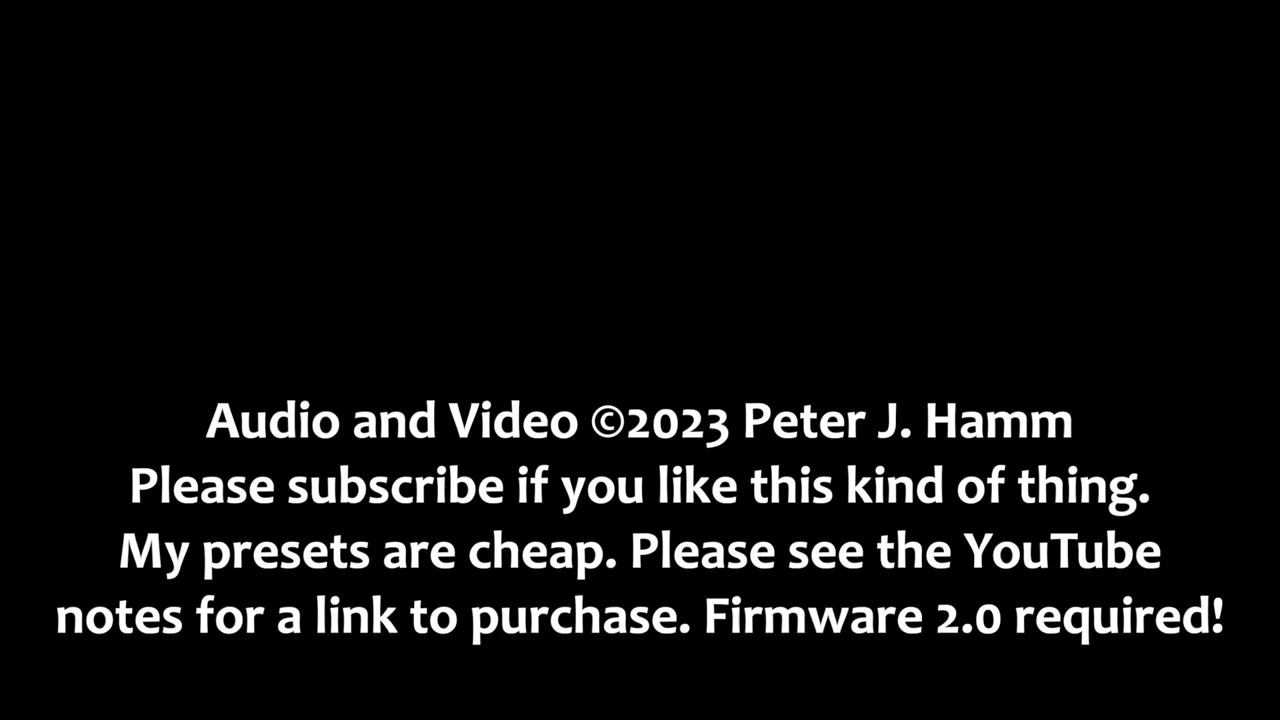 Audio and Video ©2023 Peter J. Hamm
Please subscribe if you like this kind of thing.
My presets are cheap. Please see the YouTube
notes for a link to purchase. Firmware 2.0 required!